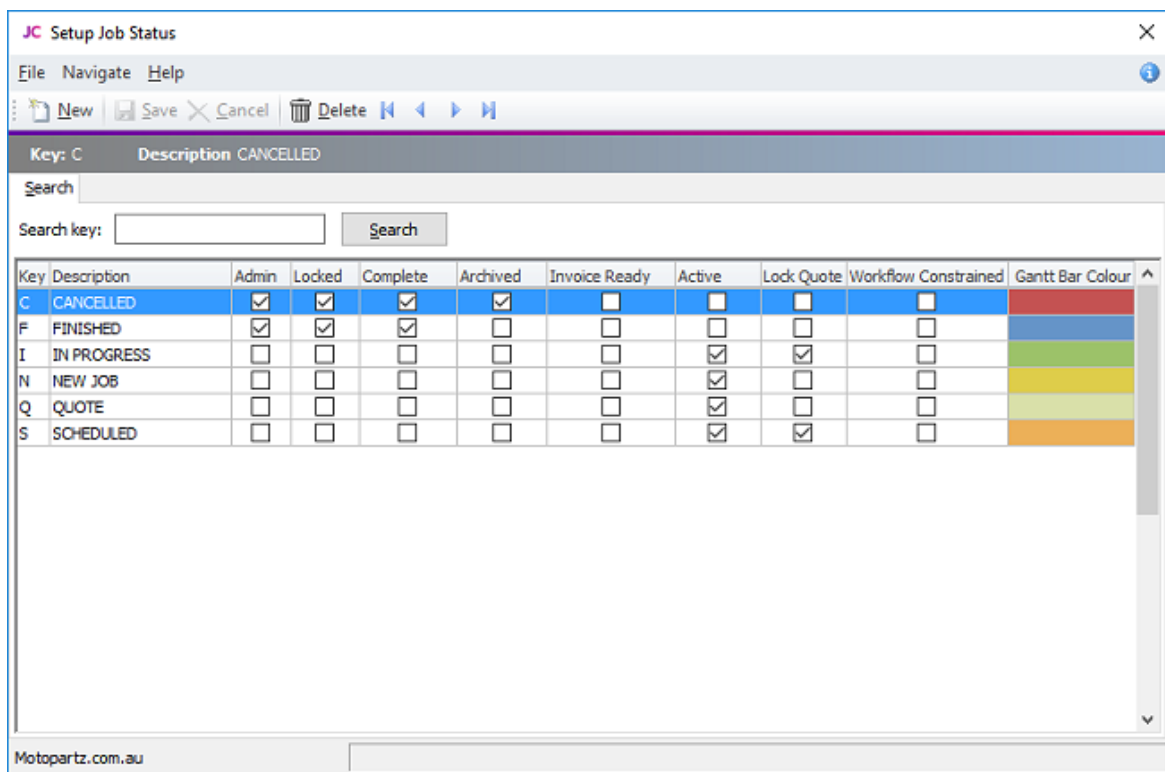 JC Setup Job Status
File Navigate Help
New Save Cancel Delete
Key: C Description CANCELLED
Search
Search key: Search
Key Description Admin Locked Complete Archived Invoice Ready Active Lock Quote Workflow Constrained Gantt Bar Colour
C CANCELLED
F FINISHED
I IN PROGRESS
N NEW JOB
Q QUOTE
S SCHEDULED
Motopartz.com.au